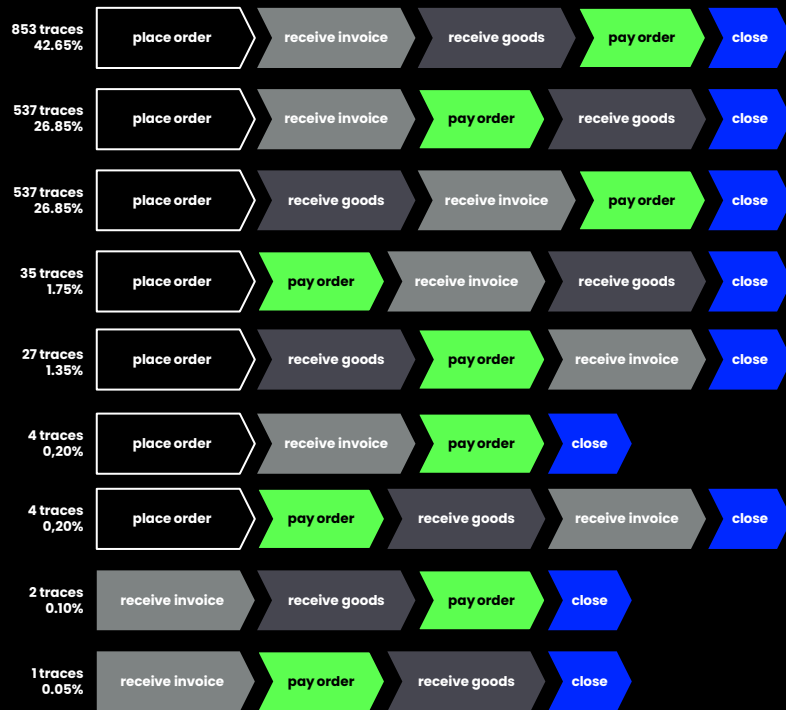 853 traces
42.65%
place order
receive invoice
receive goods
pay order
close
537 traces
26.85%
place order
receive invoice
pay order
receive goods
close
537 traces
26.85%
place order
receive goods
receive invoice
pay order
close
35 traces
1.75%
place order
pay order
receive invoice
receive goods
close
27 traces
1.35%
place order
receive goods
pay order
receive invoice
close
4 traces
0,20%
place order
receive invoice
pay order
close
4 traces
0,20%
place order
pay order
receive goods
receive invoice
close
2 traces
0.10%
receive invoice
receive goods
pay order
close
1 traces
0.05%
receive invoice
pay order
receive goods
close